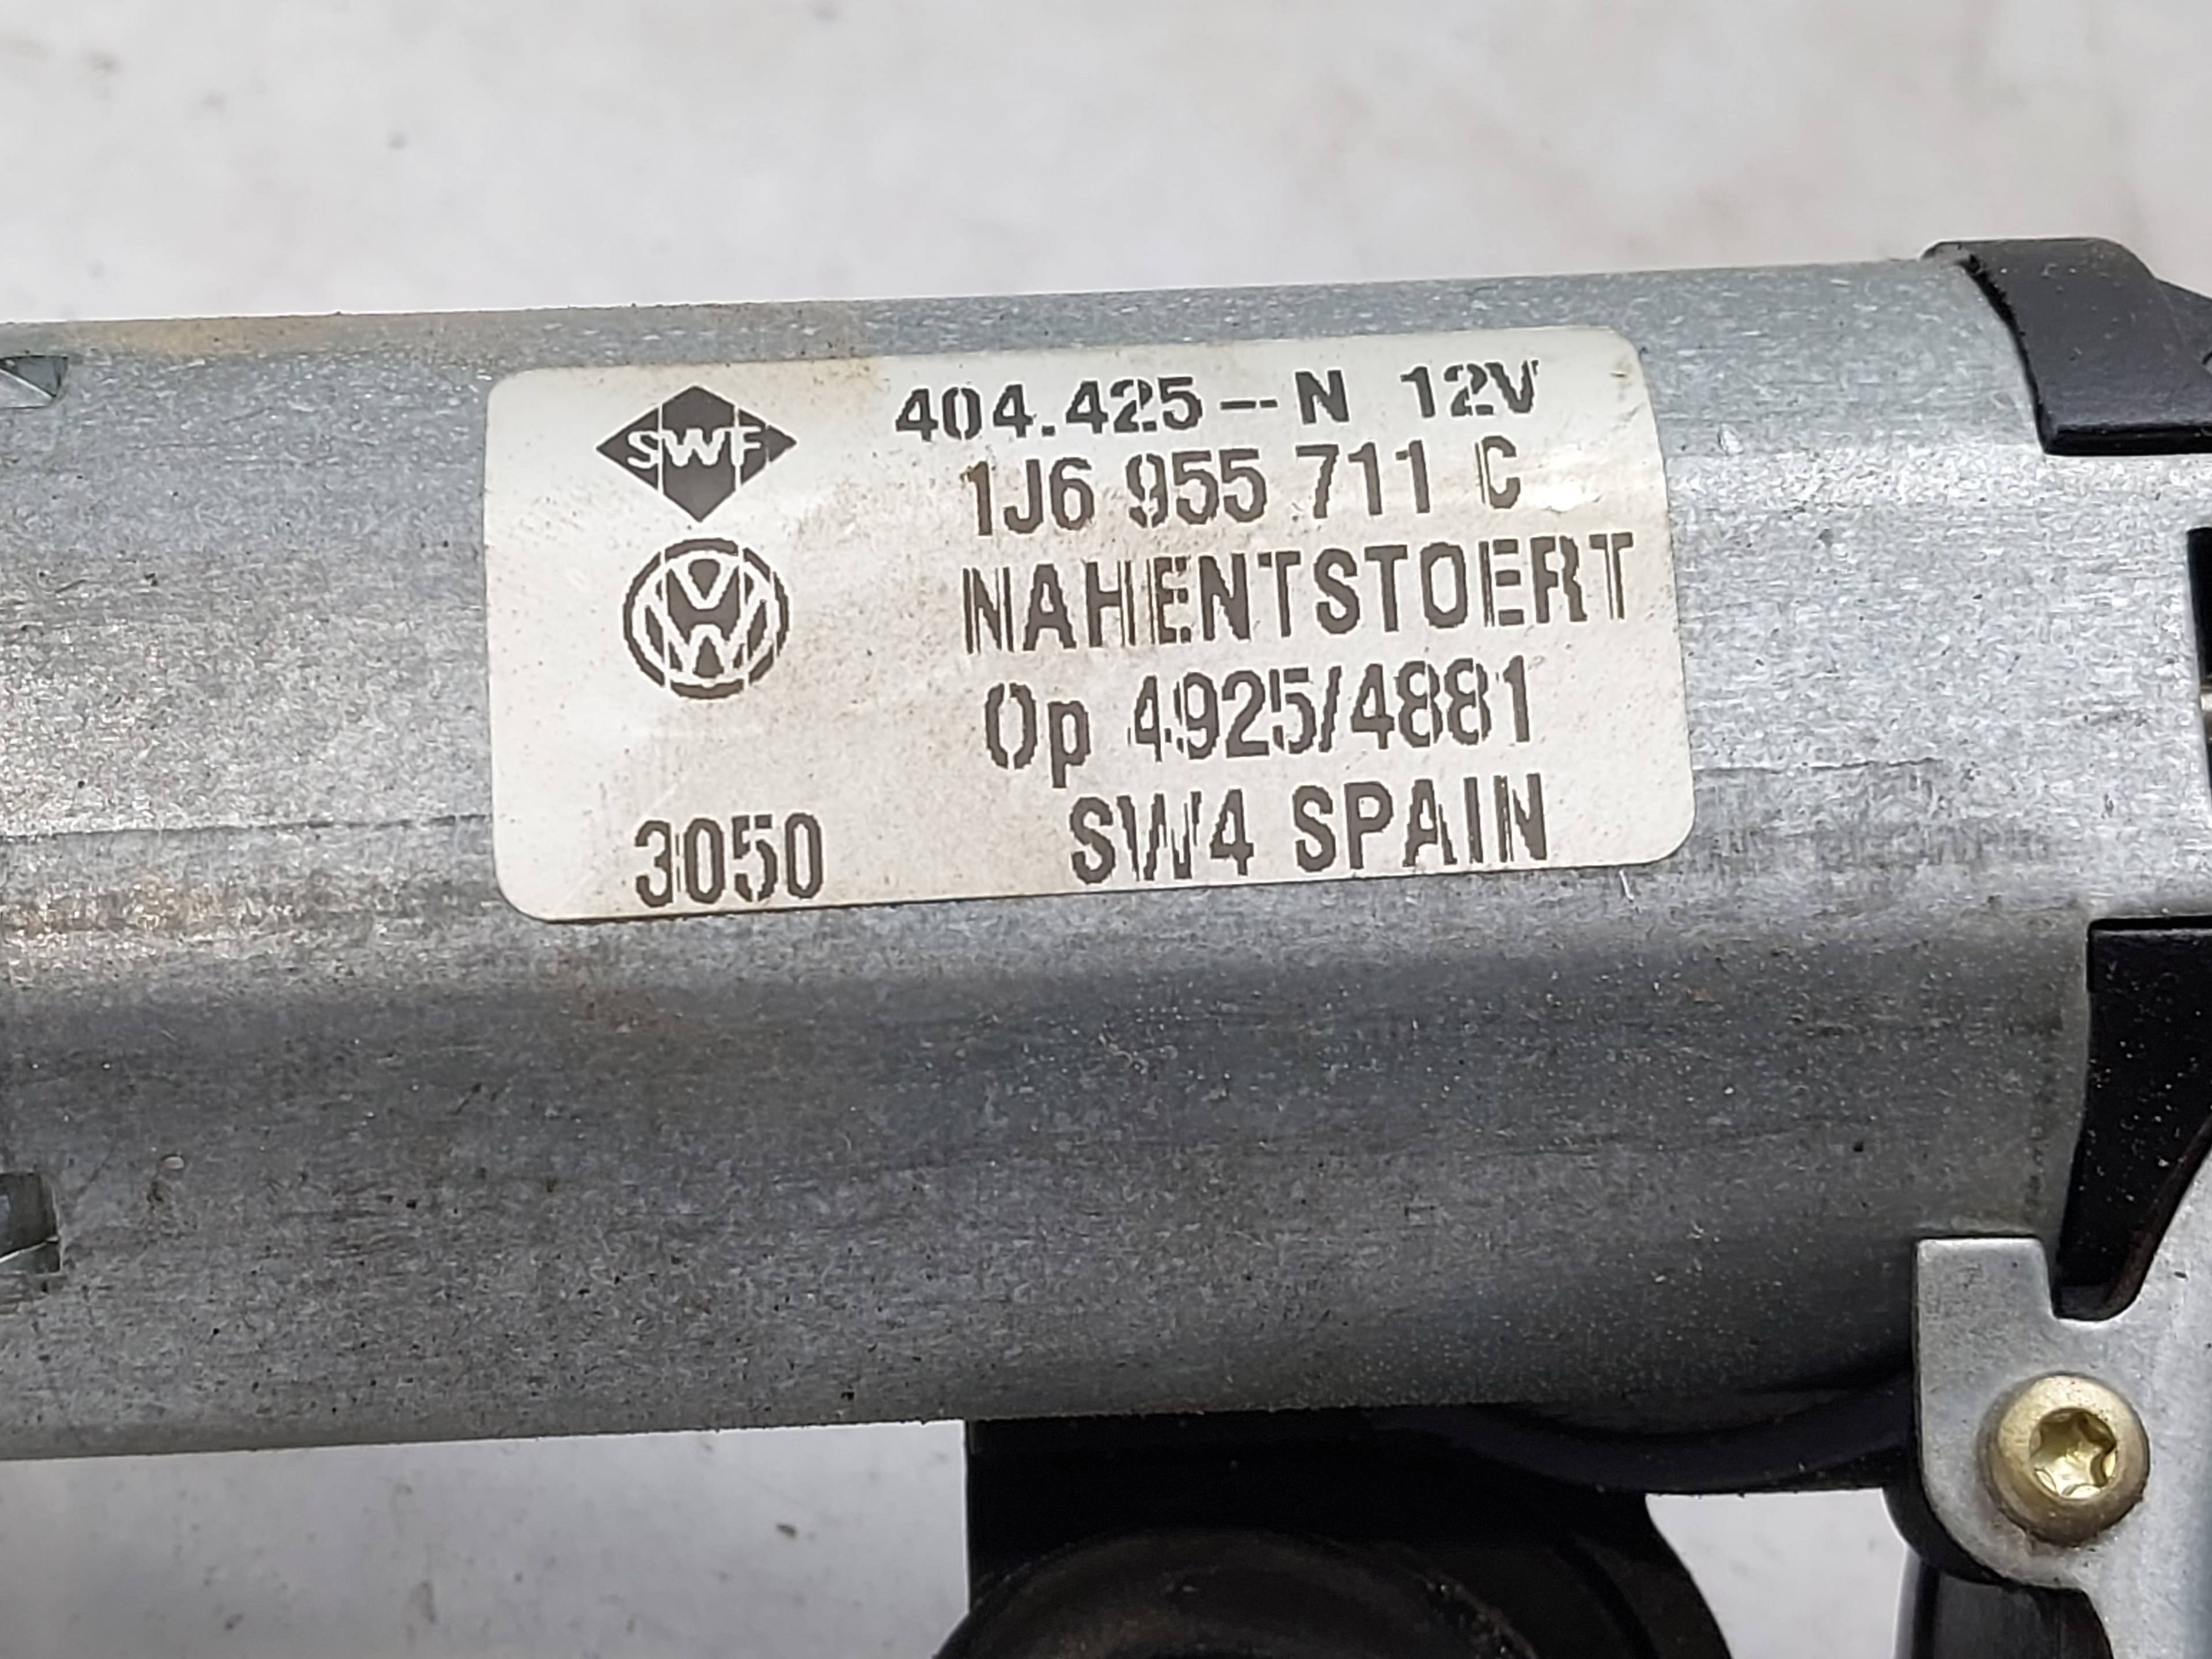 SWF 404.425-N 12V
1J6 955 711 C
NAHENTSTOERT
Op 4925/4881
3050 SW4 SPAIN